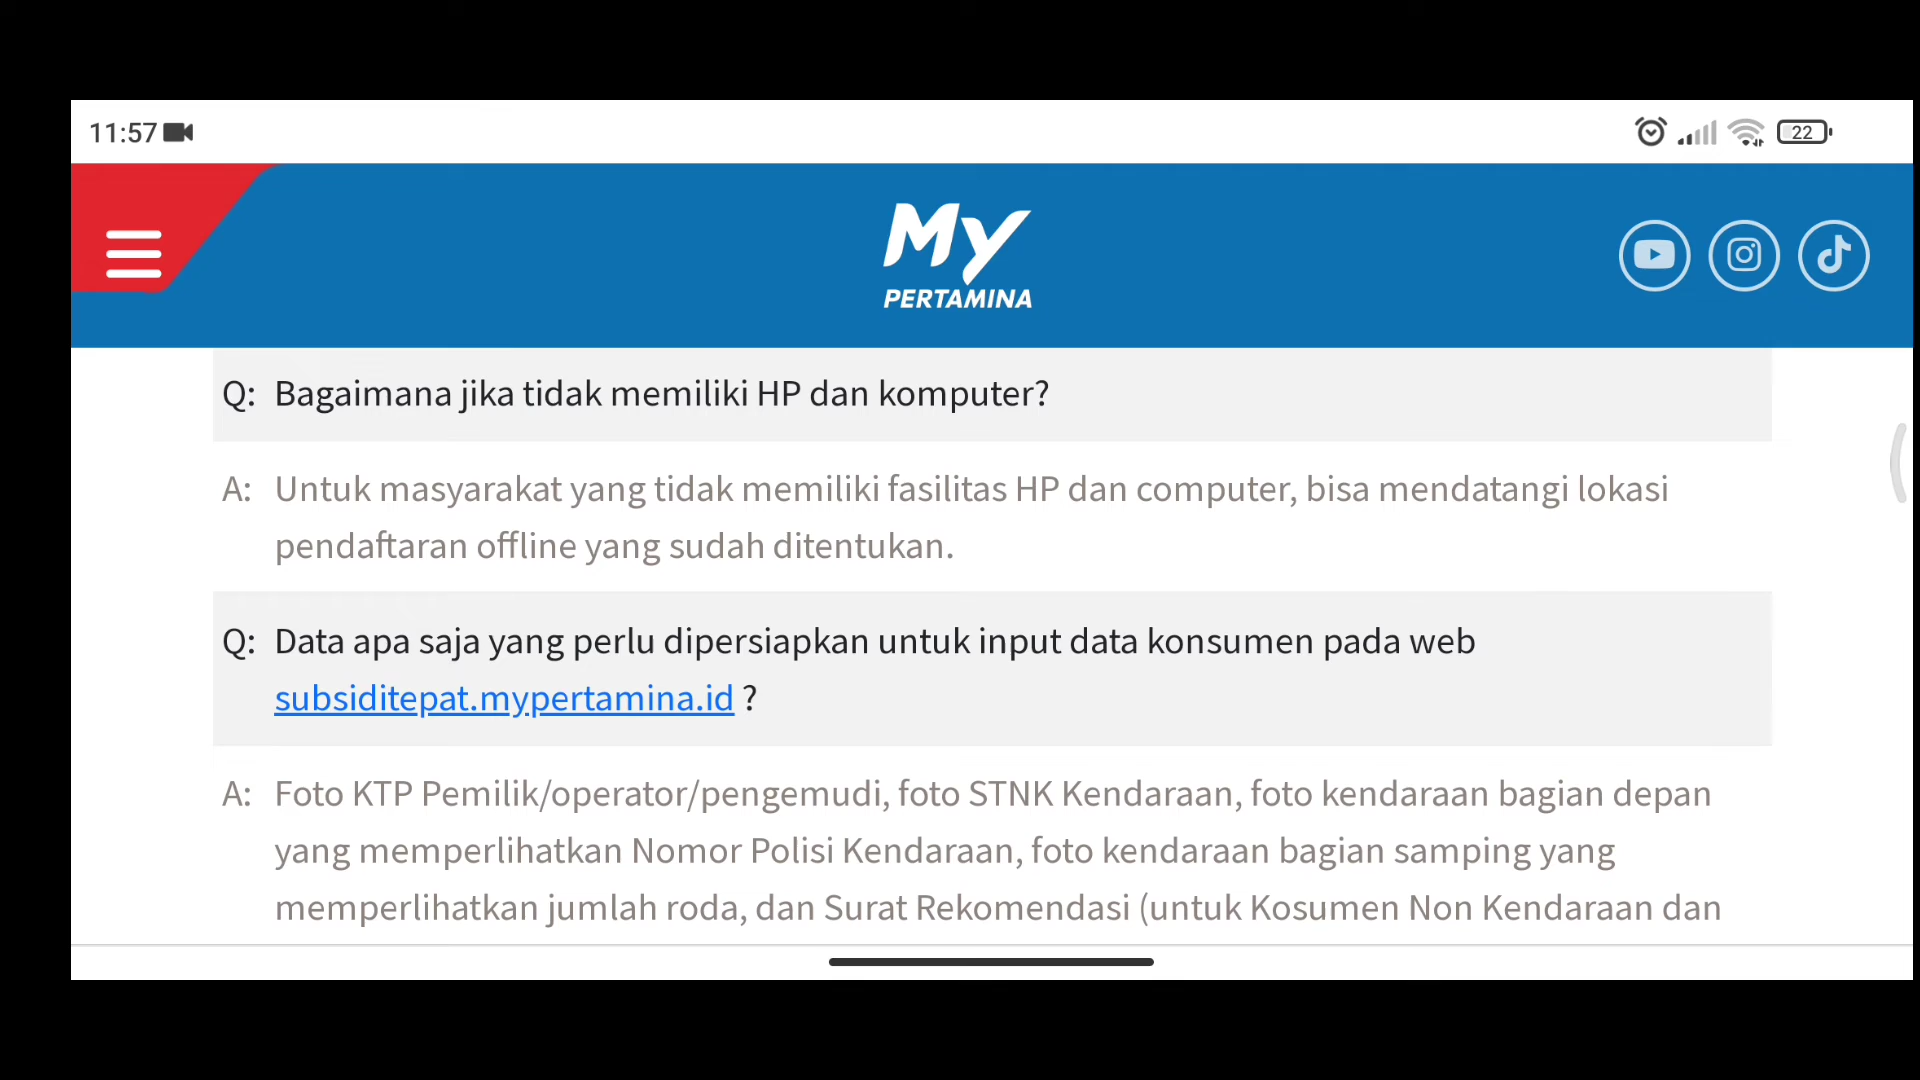 11:57
22
My
PERTAMINA
Q: Bagaimana jika tidak memiliki HP dan komputer?
A: Untuk masyarakat yang tidak memiliki fasilitas HP dan computer, bisa mendatangi lokasi
pendaftaran offline yang sudah ditentukan.
Q: Data apa saja yang perlu dipersiapkan untuk input data konsumen pada web
subsiditepat.mypertamina.id ?
A: Foto KTP Pemilik/operator/pengemudi, foto STNK Kendaraan, foto kendaraan bagian depan
yang memperlihatkan Nomor Polisi Kendaraan, foto kendaraan bagian samping yang
memperlihatkan jumlah roda, dan Surat Rekomendasi (untuk Kosumen Non Kendaraan dan